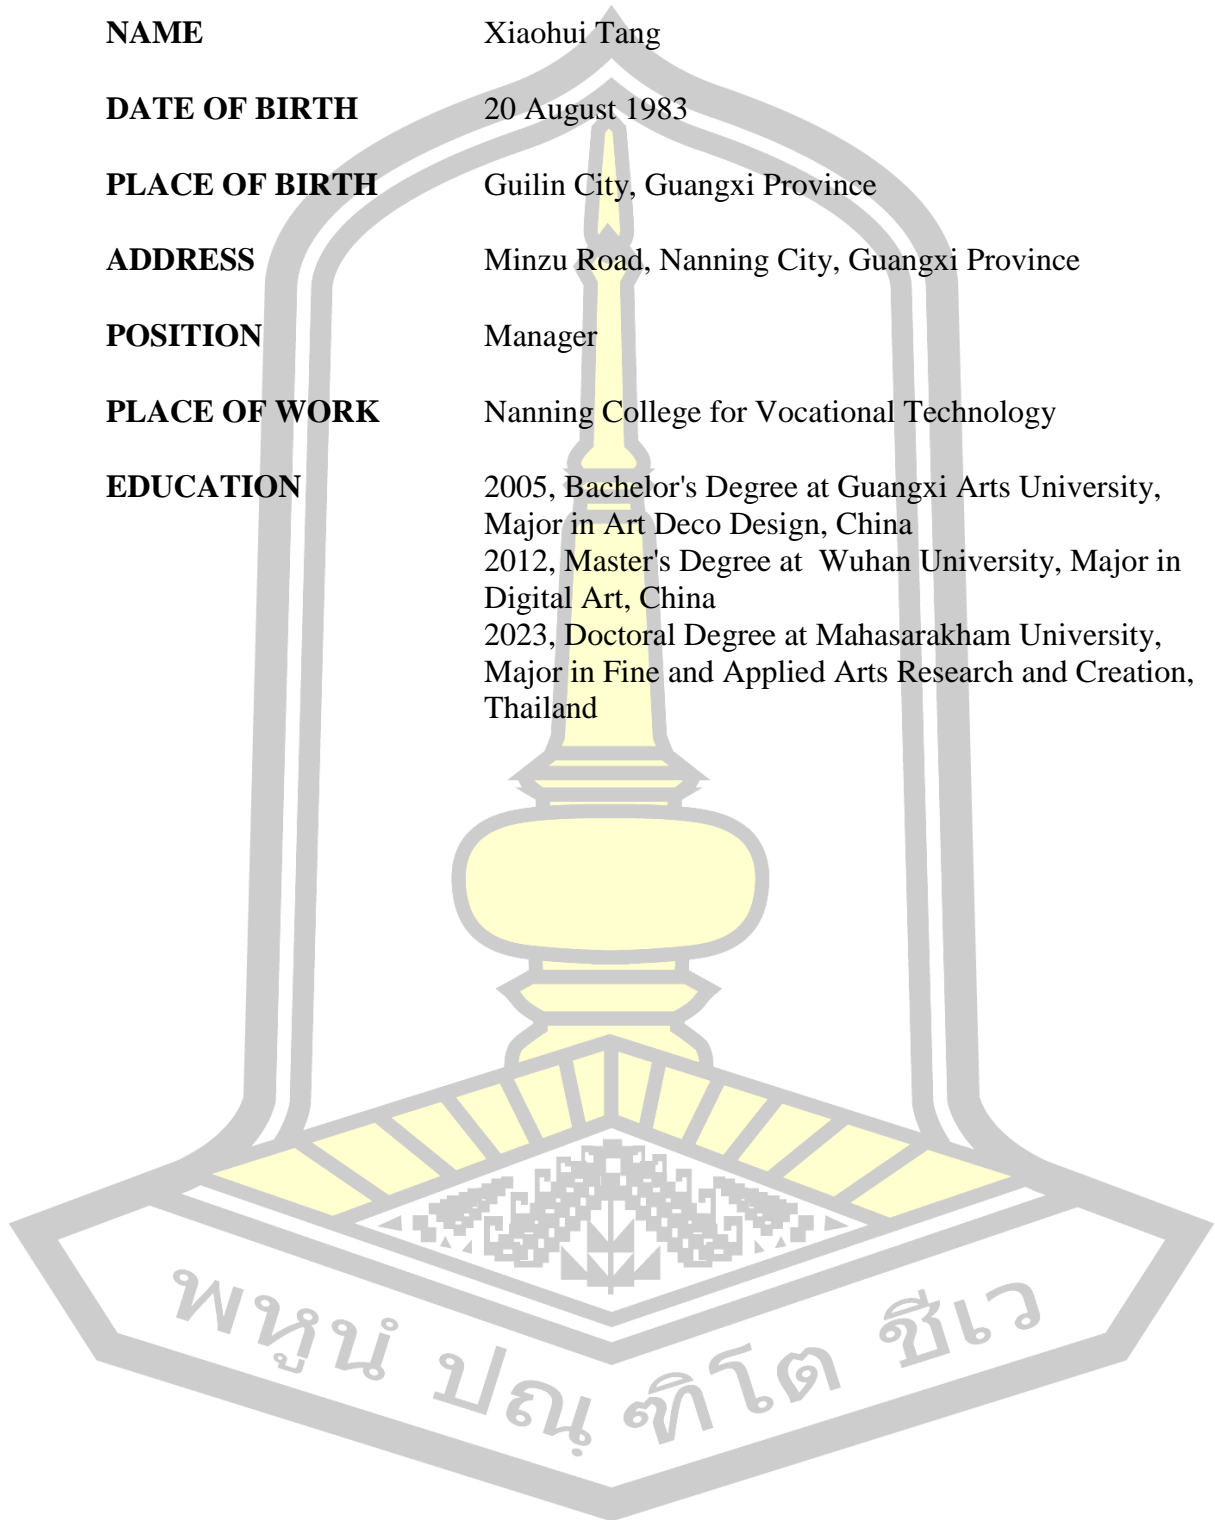 NAME Xiaohui Tang
DATE OF BIRTH 20 August 1983
PLACE OF BIRTH Guilin City, Guangxi Province
ADDRESS Minzu Road, Nanning City, Guangxi Province
POSITION Manager
PLACE OF WORK Nanning College for Vocational Technology
EDUCATION 2005, Bachelor's Degree at Guangxi Arts University,
Major in Art Deco Design, China
2012, Master's Degree at Wuhan University, Major in
Digital Art, China
2023, Doctoral Degree at Mahasarakham University,
Major in Fine and Applied Arts Research and Creation,
Thailand
พหูนํ ปณฺ ฑิโต ชีเว